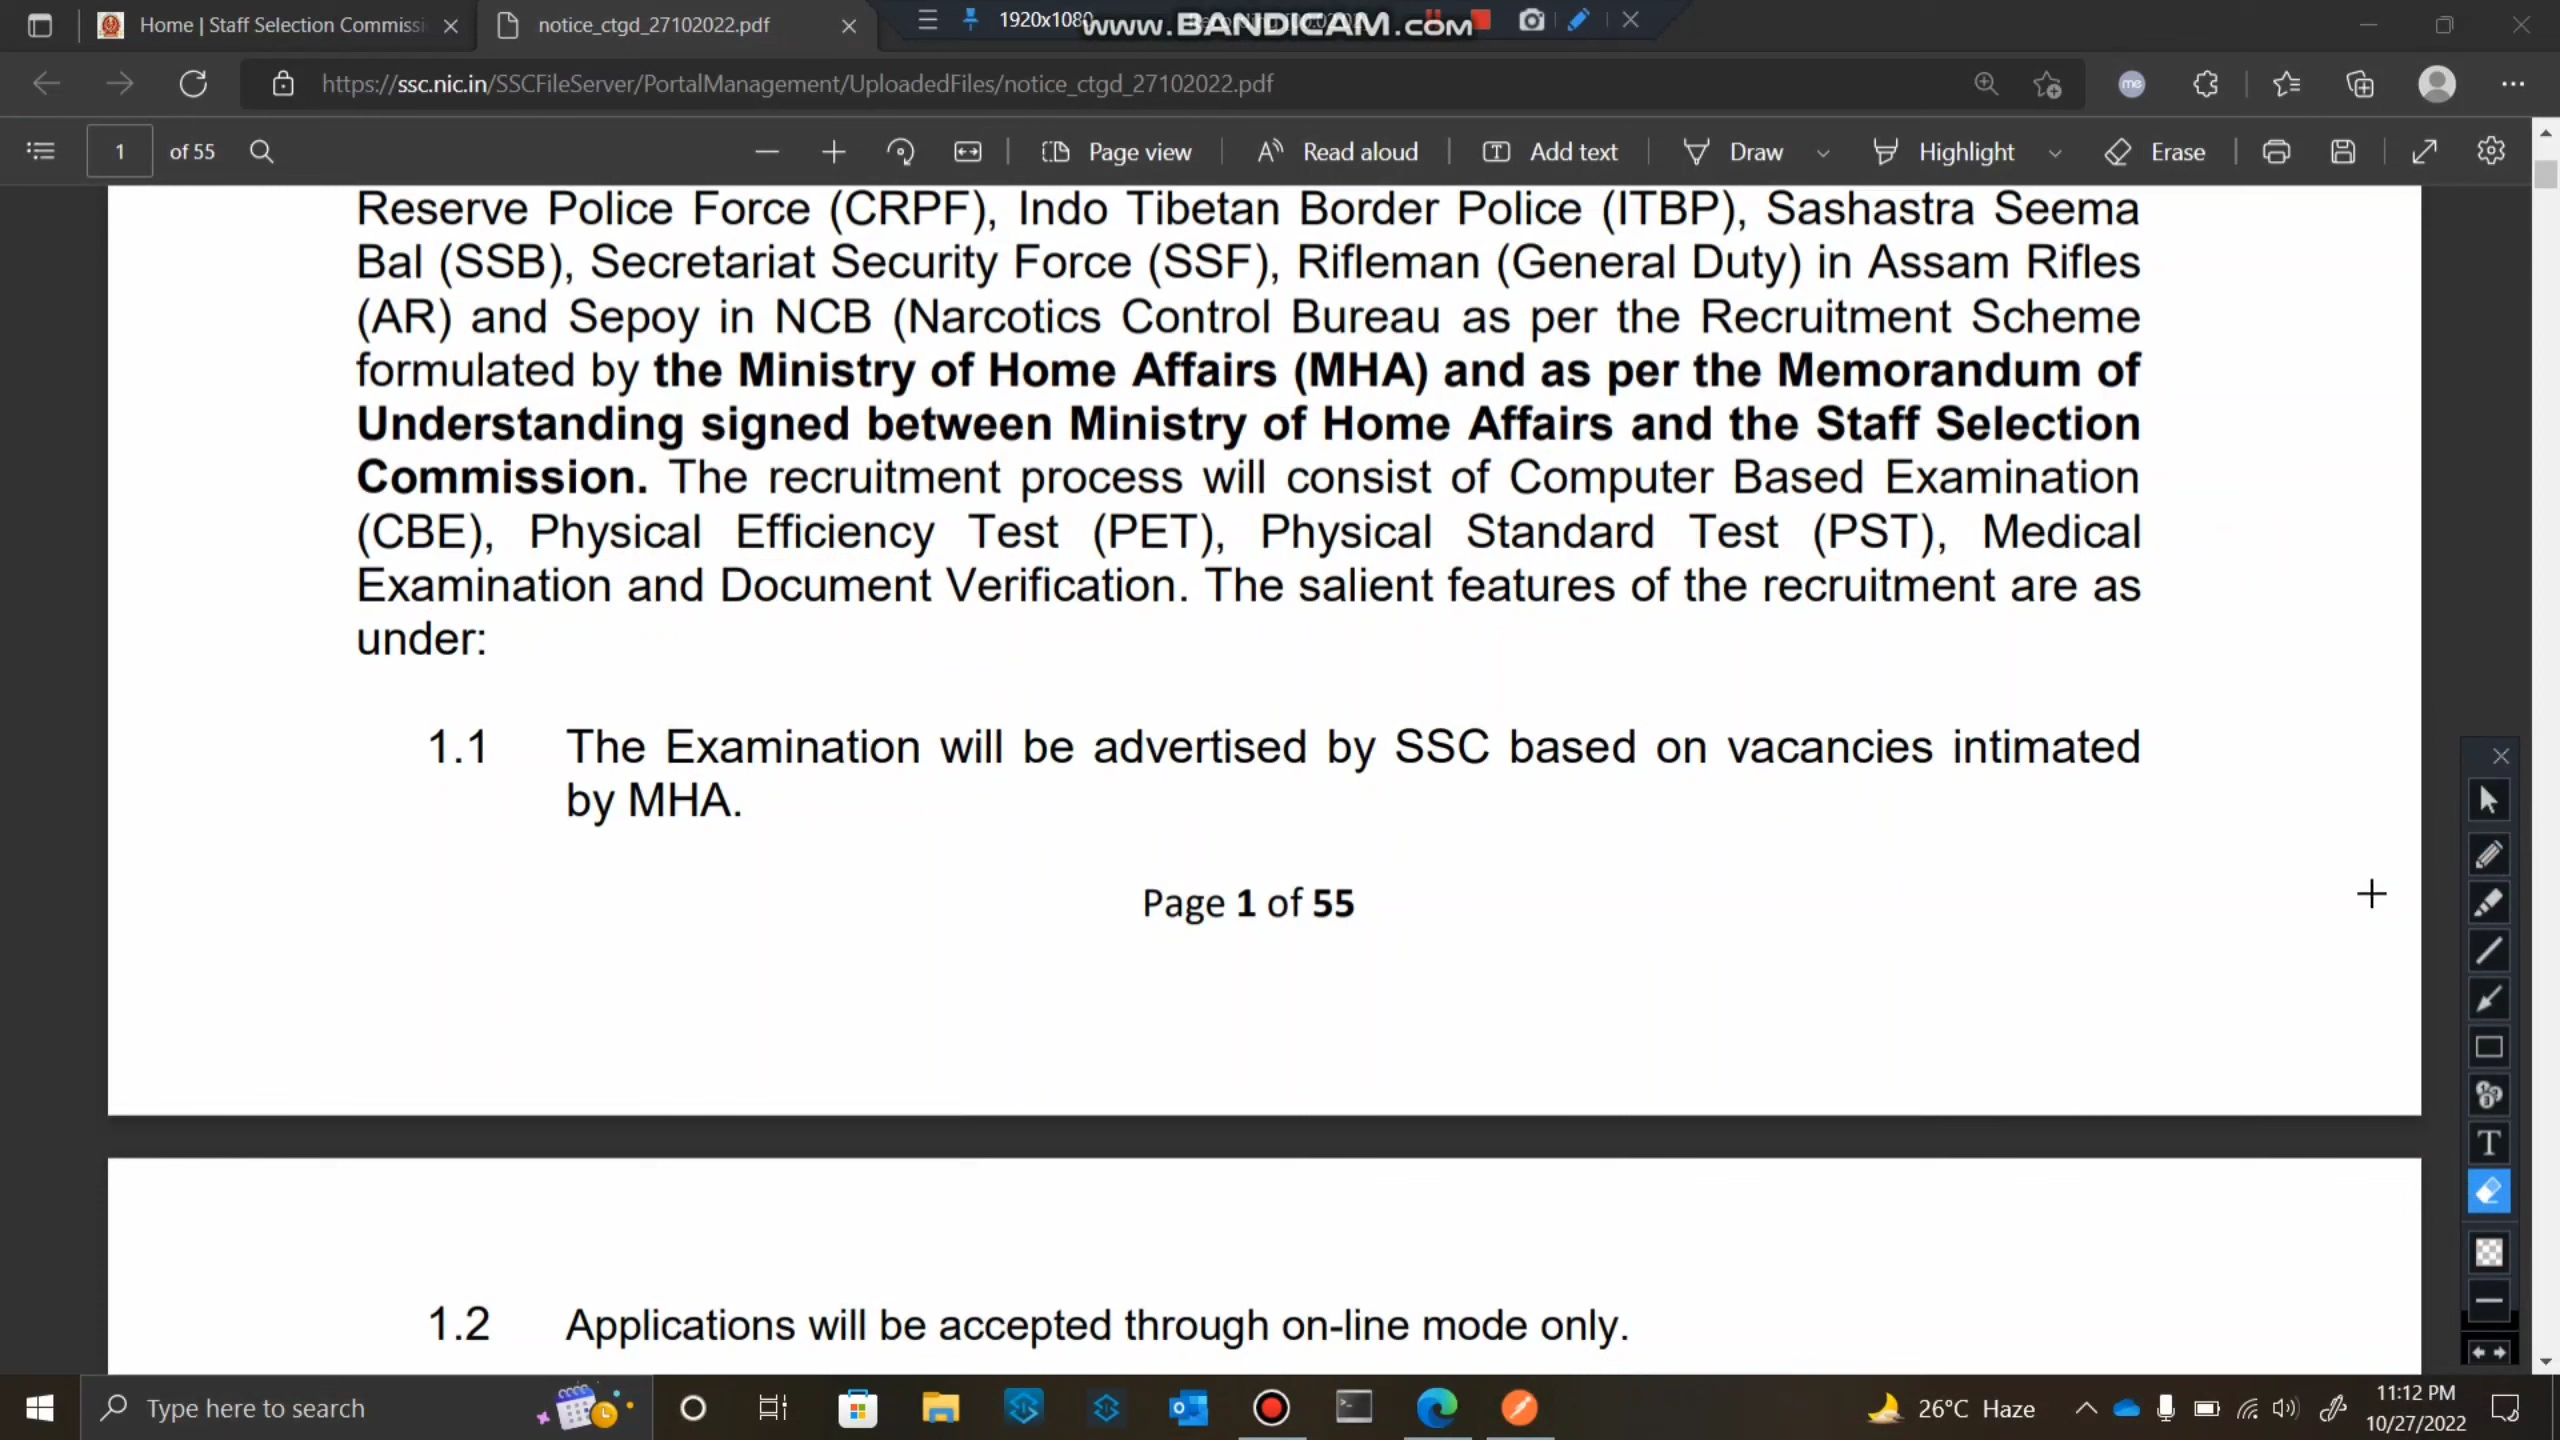 Home | Staff Selection Commissi
notice_ctgd_27102022.pdf
1920x1080
www.BANDICAM.com
https://ssc.nic.in/SSCFileServer/PortalManagement/UploadedFiles/notice_ctgd_27102022.pdf
me
1 of 55
Page view
Read aloud
Add text
Draw
Highlight
Erase
Reserve Police Force (CRPF), Indo Tibetan Border Police (ITBP), Sashastra Seema
Bal (SSB), Secretariat Security Force (SSF), Rifleman (General Duty) in Assam Rifles
(AR) and Sepoy in NCB (Narcotics Control Bureau as per the Recruitment Scheme
formulated by the Ministry of Home Affairs (MHA) and as per the Memorandum of
Understanding signed between Ministry of Home Affairs and the Staff Selection
Commission. The recruitment process will consist of Computer Based Examination
(CBE), Physical Efficiency Test (PET), Physical Standard Test (PST), Medical
Examination and Document Verification. The salient features of the recruitment are as
under:
1.1 The Examination will be advertised by SSC based on vacancies intimated
by MHA.
Page 1 of 55
1.2 Applications will be accepted through on-line mode only.
Type here to search
26°C Haze
11:12 PM
10/27/2022